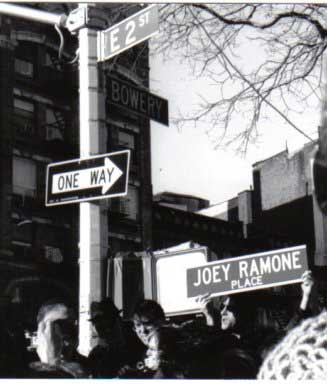 E 2 ST
BOWERY
ONE WAY
JOEY RAMONE
PLACE